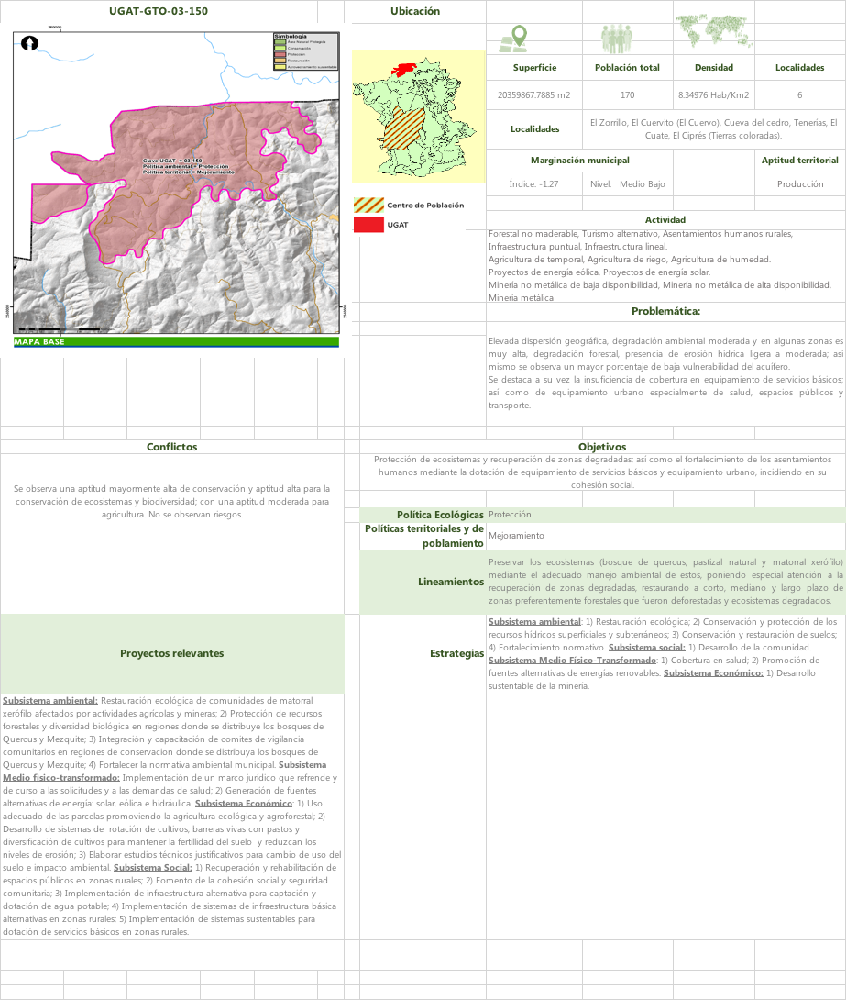 UGAT-GTO-03-150
Ubicación
Simbología
Área Natural Protegida
Conservación
Protección
Restauración
Aprovechamiento sustentable
Clave UGAT = 03-150
Política ambiental = Protección
Política territorial = Mejoramiento
MAPA BASE
Centro de Población
UGAT
Superficie
Población total
Densidad
Localidades
20359867.7885 m2
170
8.34976 Hab/Km2
6
Localidades
El Zorrillo, El Cuervito (El Cuervo), Cueva del cedro, Tenerias, El
Cuate, El Ciprés (Tierras coloradas).
Marginación municipal
Aptitud territorial
Índice: -1.27
Nivel: Medio Bajo
Producción
Actividad
Forestal no maderable, Turismo alternativo, Asentamientos humanos rurales,
Infraestructura puntual, Infraestructura lineal.
Agricultura de temporal, Agricultura de riego, Agricultura de humedad.
Proyectos de energía eólica, Proyectos de energía solar.
Minería no metálica de baja disponibilidad, Minería no metálica de alta disponibilidad,
Minería metálica
Problemática:
Elevada dispersión geográfica, degradación ambiental moderada y en algunas zonas es
muy alta, degradación forestal, presencia de erosión hídrica ligera a moderada; así
mismo se observa un mayor porcentaje de baja vulnerabilidad del acuífero.
Se destaca a su vez la insuficiencia de cobertura en equipamiento de servicios básicos;
así como de equipamiento urbano especialmente de salud, espacios públicos y
transporte.
Conflictos
Se observa una aptitud mayormente alta de conservación y aptitud alta para la
conservación de ecosistemas y biodiversidad; con una aptitud moderada para
agricultura. No se observan riesgos.
Objetivos
Protección de ecosistemas y recuperación de zonas degradadas; así como el fortalecimiento de los asentamientos
humanos mediante la dotación de equipamiento de servicios básicos y equipamiento urbano, incidiendo en su
cohesión social.
Política Ecológicas
Protección
Políticas territoriales y de
poblamiento
Mejoramiento
Lineamientos
Preservar los ecosistemas (bosque de quercus, pastizal natural y matorral xerófilo)
mediante el adecuado manejo ambiental de estos, poniendo especial atención a la
recuperación de zonas degradadas, restaurando a corto, mediano y largo plazo de
zonas preferentemente forestales que fueron deforestadas y ecosistemas degradados.
Proyectos relevantes
Estrategias
Subsistema ambiental: 1) Restauración ecológica; 2) Conservación y protección de los
recursos hídricos superficiales y subterráneos; 3) Conservación y restauración de suelos;
4) Fortalecimiento normativo. Subsistema social: 1) Desarrollo de la comunidad.
Subsistema Medio Físico-Transformado: 1) Cobertura en salud; 2) Promoción de
fuentes alternativas de energías renovables. Subsistema Económico: 1) Desarrollo
sustentable de la minería.
Subsistema ambiental: Restauración ecológica de comunidades de matorral
xerófilo afectados por actividades agrícolas y mineras; 2) Protección de recursos
forestales y diversidad biológica en regiones donde se distribuye los bosques de
Quercus y Mezquite; 3) Integración y capacitación de comites de vigilancia
comunitarios en regiones de conservacion donde se distribuya los bosques de
Quercus y Mezquite; 4) Fortalecer la normativa ambiental municipal. Subsistema
Medio fisico-transformado: Implementación de un marco jurídico que refrende y
de curso a las solicitudes y a las demandas de salud; 2) Generación de fuentes
alternativas de energía: solar, eólica e hidráulica. Subsistema Económico: 1) Uso
adecuado de las parcelas promoviendo la agricultura ecológica y agroforestal; 2)
Desarrollo de sistemas de rotación de cultivos, barreras vivas con pastos y
diversificación de cultivos para mantener la fertillidad del suelo y reduzcan los
niveles de erosión; 3) Elaborar estudios técnicos justificativos para cambio de uso del
suelo e impacto ambiental. Subsistema Social: 1) Recuperación y rehabilitación de
espacios públicos en zonas rurales; 2) Fomento de la cohesión social y seguridad
comunitaria; 3) Implementación de infraestructura alternativa para captación y
dotación de agua potable; 4) Implementación de sistemas de infraestructura básica
alternativas en zonas rurales; 5) Implementación de sistemas sustentables para
dotación de servicios básicos en zonas rurales.